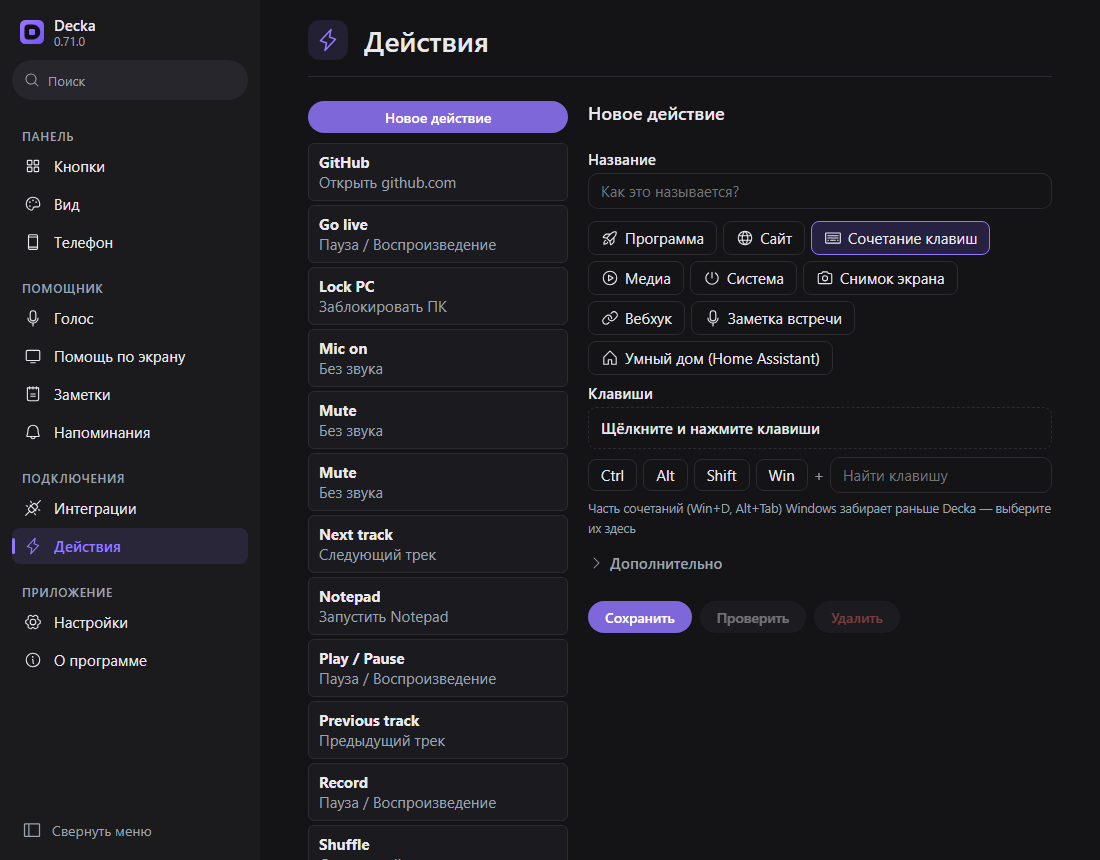 Decka
0.71.0
Поиск
ПАНЕЛЬ
Кнопки
Вид
Телефон
ПОМОЩНИК
Голос
Помощь по экрану
Заметки
Напоминания
ПОДКЛЮЧЕНИЯ
Интеграции
Действия
ПРИЛОЖЕНИЕ
Настройки
О программе
Свернуть меню
Действия
Новое действие
GitHub
Открыть github.com
Go live
Пауза / Воспроизведение
Lock PC
Заблокировать ПК
Mic on
Без звука
Mute
Без звука
Mute
Без звука
Next track
Следующий трек
Notepad
Запустить Notepad
Play / Pause
Пауза / Воспроизведение
Previous track
Предыдущий трек
Record
Пауза / Воспроизведение
Shuffle
Новое действие
Название
Как это называется?
Программа Сайт Сочетание клавиш
Медиа Система Снимок экрана
Вебхук Заметка встречи
Умный дом (Home Assistant)
Клавиши
Щёлкните и нажмите клавиши
Ctrl Alt Shift Win + Найти клавишу
Часть сочетаний (Win+D, Alt+Tab) Windows забирает раньше Decka — выберите
их здесь
Дополнительно
Сохранить Проверить Удалить